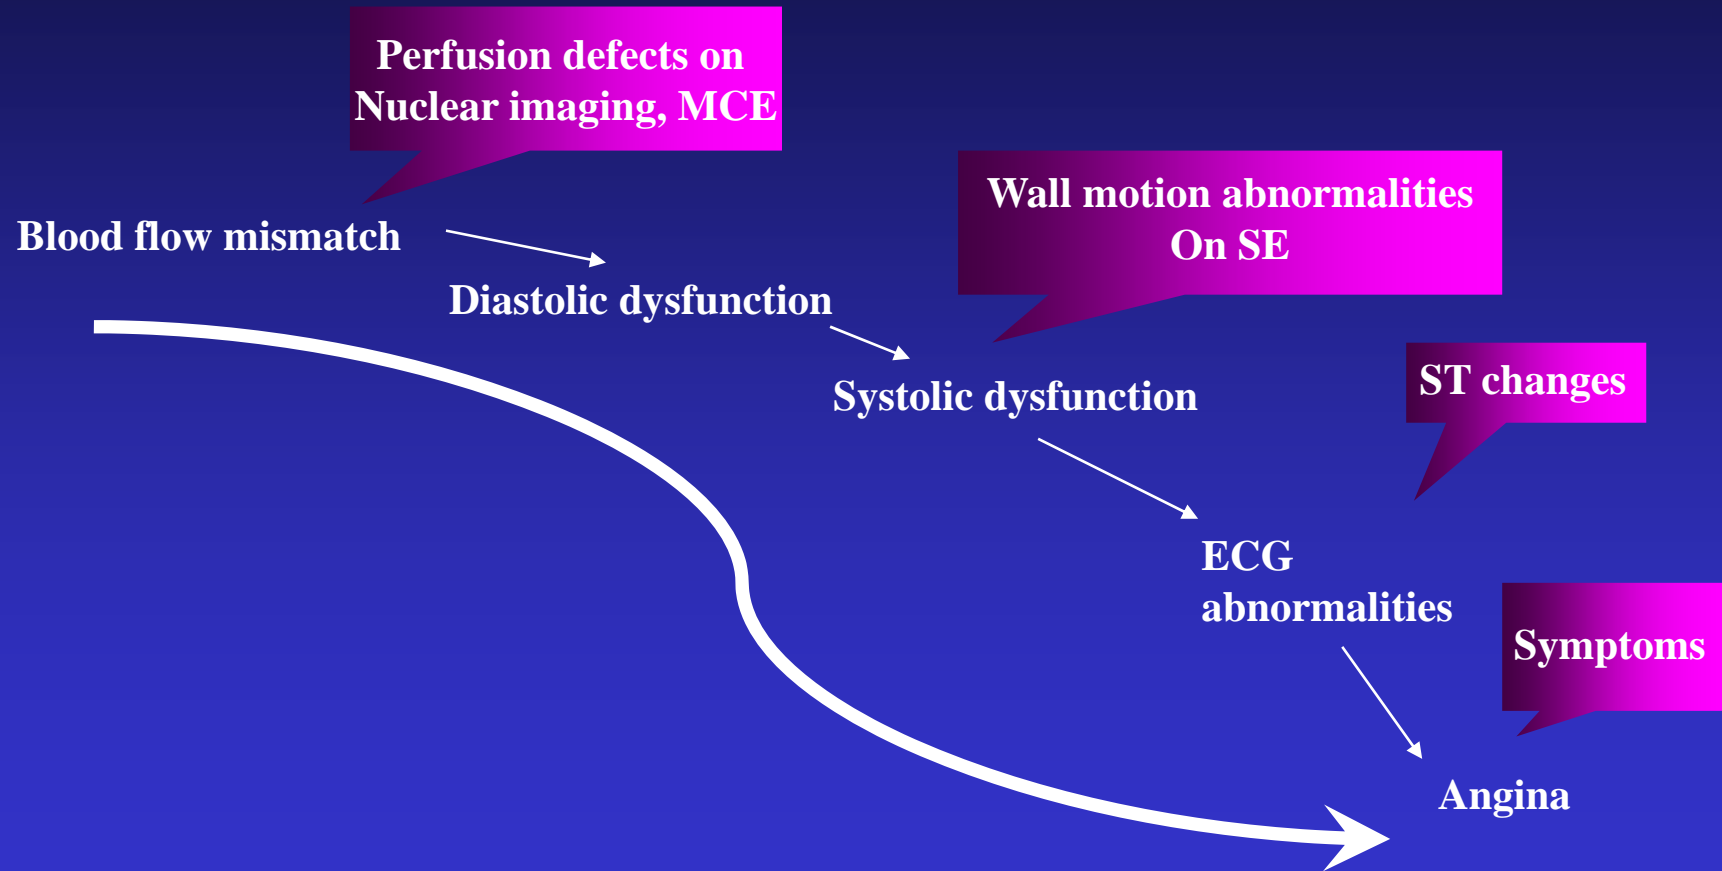 Perfusion defects on
Nuclear imaging, MCE
Blood flow mismatch
Diastolic dysfunction
Wall motion abnormalities
On SE
Systolic dysfunction
ST changes
ECG
abnormalities
Symptoms
Angina